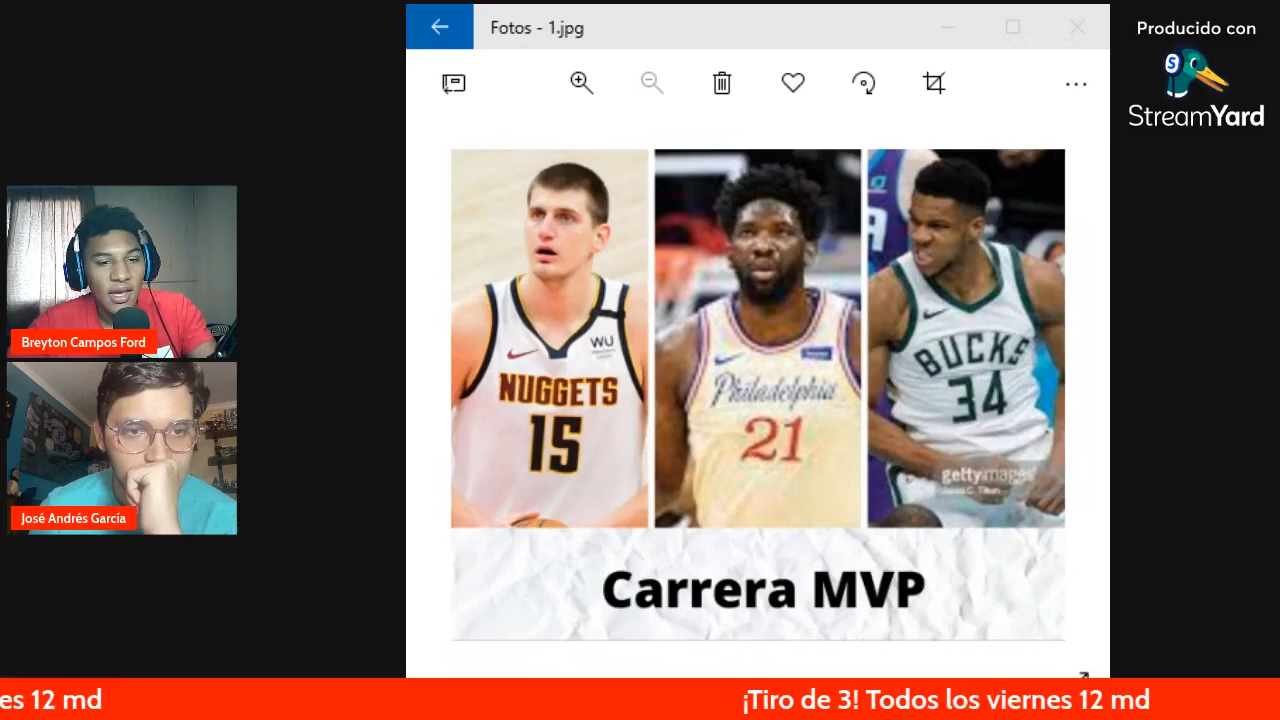 Fotos - 1.jpg
Producido con
StreamYard
Breyton Campos Ford
José Andrés García
WU
NUGGETS
15
Philadelphia
21
BUCKS
34
gettyimages
Carrera MVP
es 12 md
¡Tiro de 3! Todos los viernes 12 md